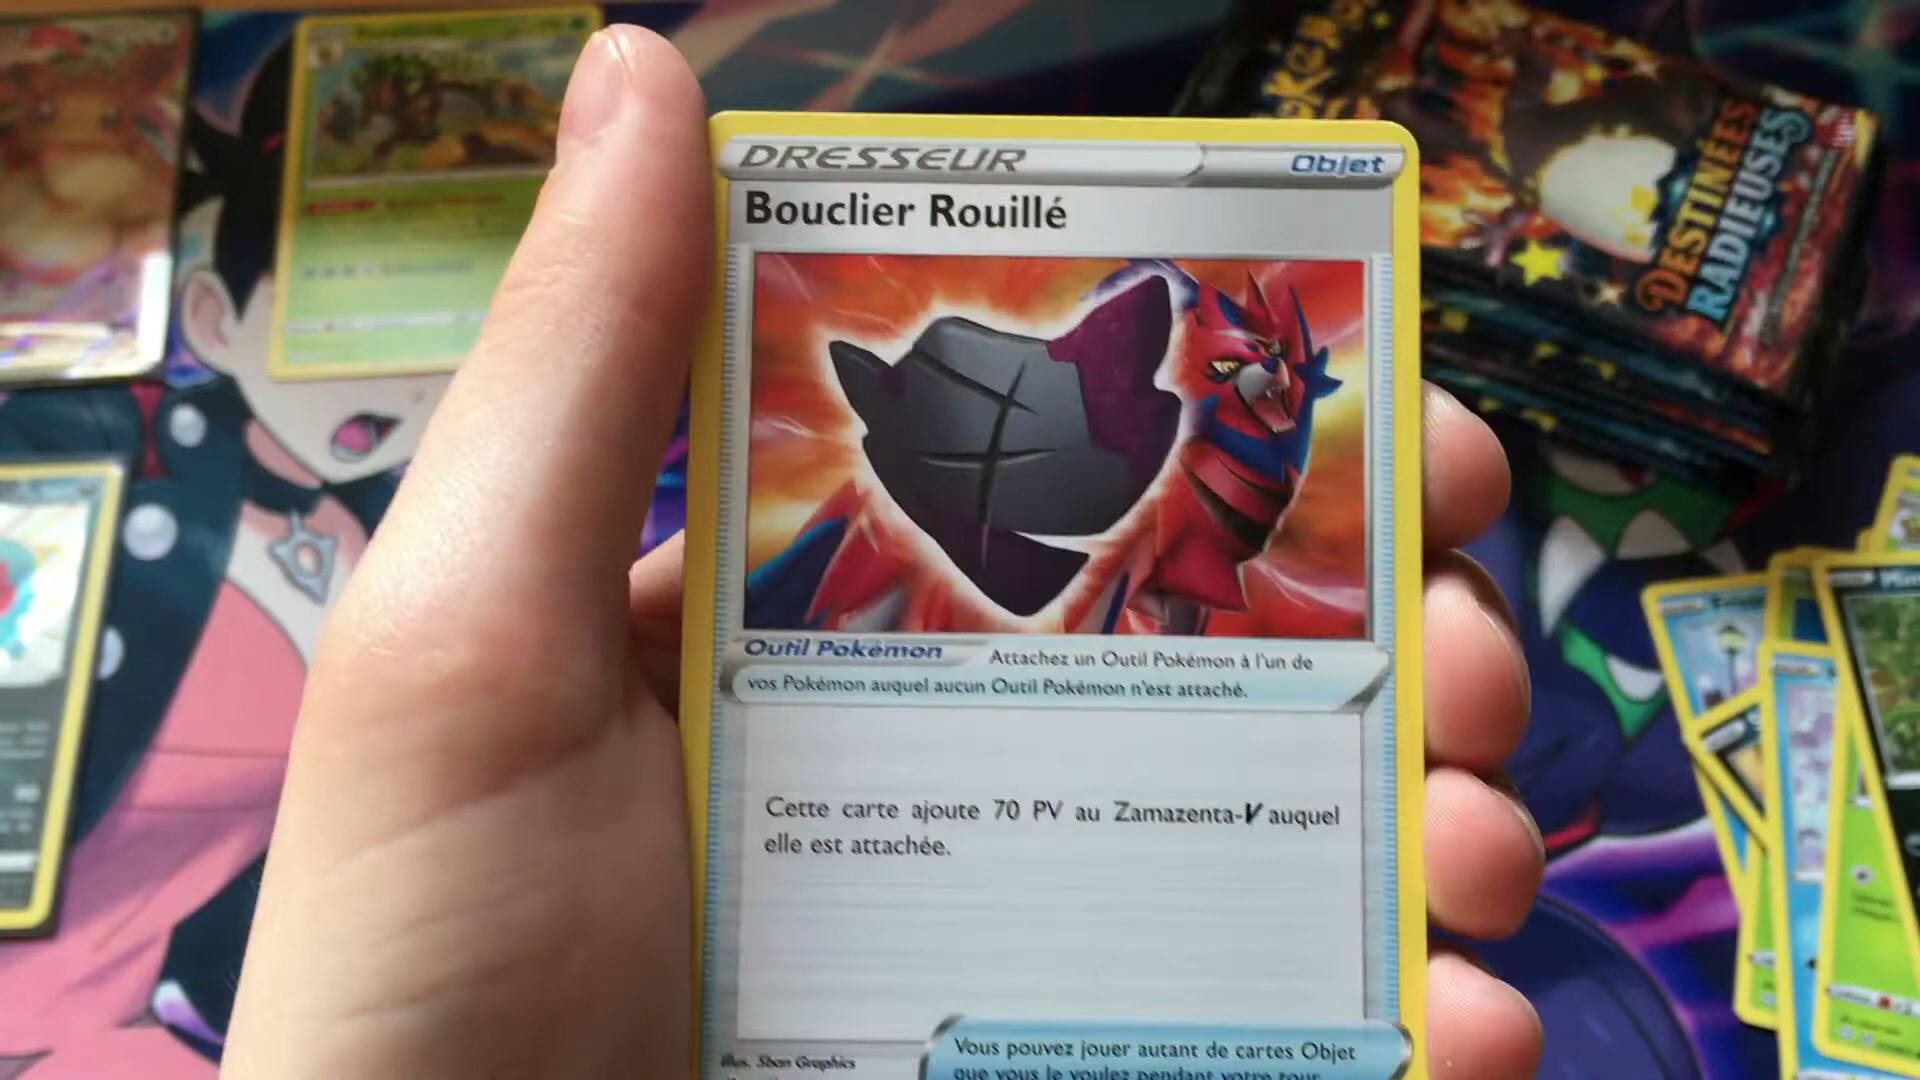 DRESSEUR
Objet
Bouclier Rouillé
Outil Pokémon
Attachez un Outil Pokémon à l'un de
vos Pokémon auquel aucun Outil Pokémon n'est attaché.
Cette carte ajoute 70 PV au Zamazenta-V auquel
elle est attachée.
Illus. 5ban Graphics
Vous pouvez jouer autant de cartes Objet
que vous le voulez pendant votre tour.
DESTINÉES
RADIEUSES